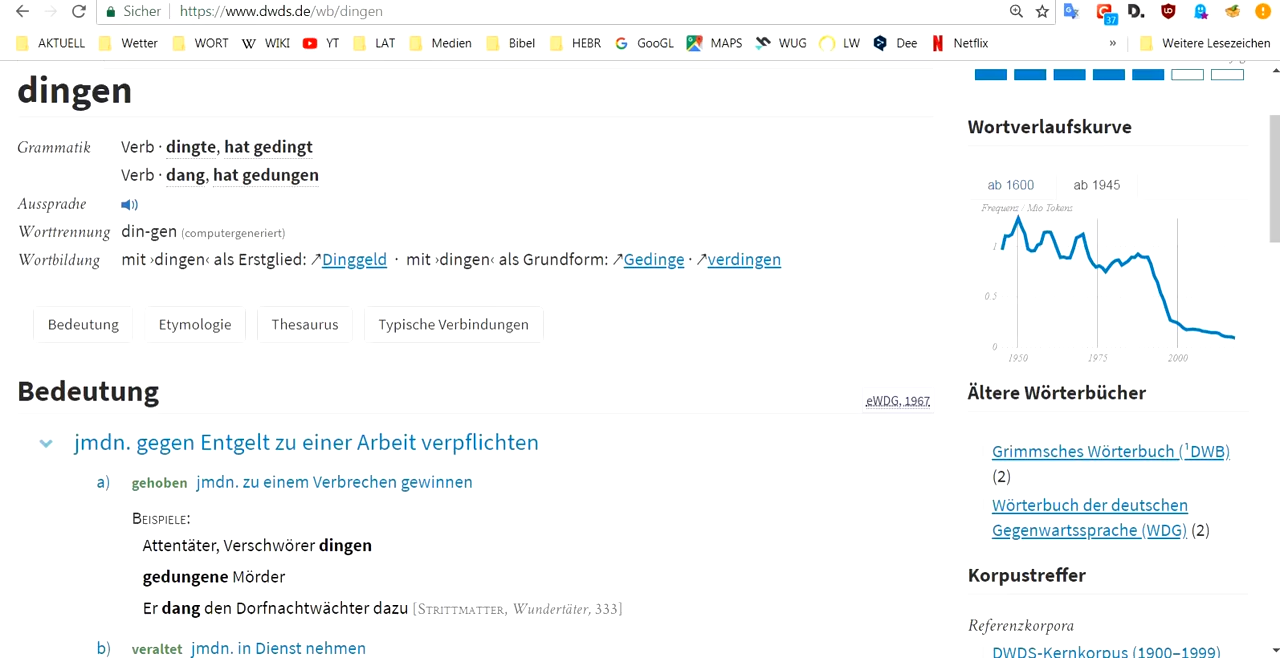 Sicher https://www.dwds.de/wb/dingen
37
AKTUELL Wetter WORT WIKI YT LAT Medien Bibel HEBR GooGL MAPS WUG LW Dee Netflix » Weitere Lesezeichen
dingen
Grammatik Verb · dingte, hat gedingt
Verb · dang, hat gedungen
Aussprache
Worttrennung din-gen (computergeneriert)
Wortbildung mit ›dingen‹ als Erstglied: ↗Dinggeld · mit ›dingen‹ als Grundform: ↗Gedinge · ↗verdingen
Bedeutung Etymologie Thesaurus Typische Verbindungen
Bedeutung
eWDG, 1967
jmdn. gegen Entgelt zu einer Arbeit verpflichten
a) gehoben jmdn. zu einem Verbrechen gewinnen
Beispiele:
Attentäter, Verschwörer dingen
gedungene Mörder
Er dang den Dorfnachtwächter dazu [Strittmatter, Wundertäter, 333]
b) veraltet jmdn. in Dienst nehmen
Wortverlaufskurve
ab 1600 ab 1945
Frequenz / Mio Tokens
1
0.5
0
1950 1975 2000
Ältere Wörterbücher
Grimmsches Wörterbuch (¹DWB)
(2)
Wörterbuch der deutschen
Gegenwartssprache (WDG) (2)
Korpustreffer
Referenzkorpora
DWDS-Kernkorpus (1900–1999)